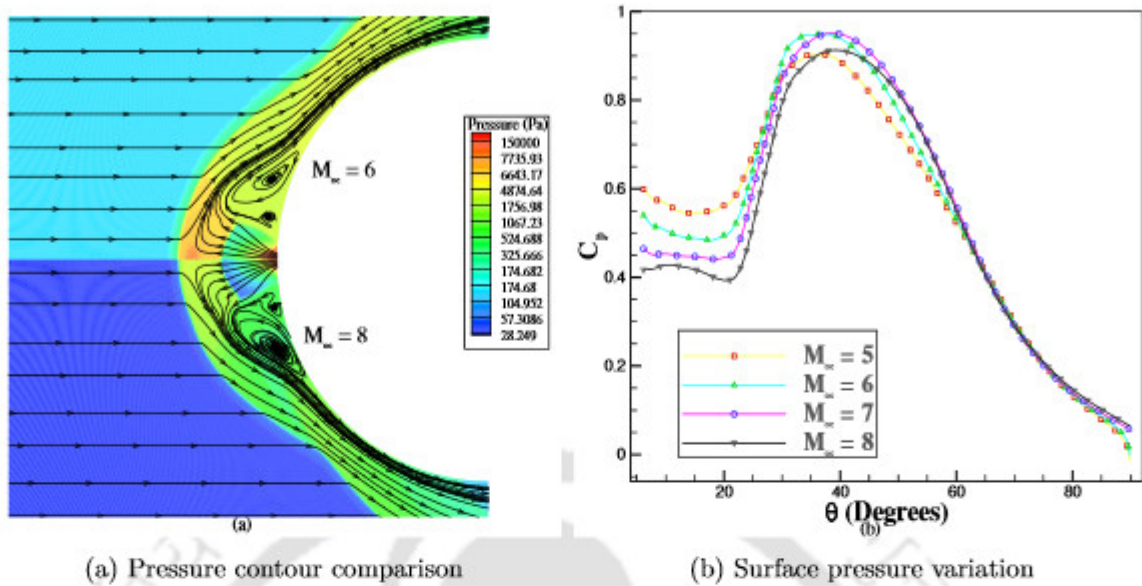 M∞ = 6
M∞ = 8
Pressure (Pa)
150000
7735.93
6643.17
4874.64
1756.98
1067.23
524.688
325.666
174.682
174.68
104.952
57.3086
28.249
(a)
(a) Pressure contour comparison
1
0.8
0.6
0.4
0.2
0
Cp
M∞ = 5
M∞ = 6
M∞ = 7
M∞ = 8
20
40
60
80
θ (Degrees)
(b)
(b) Surface pressure variation